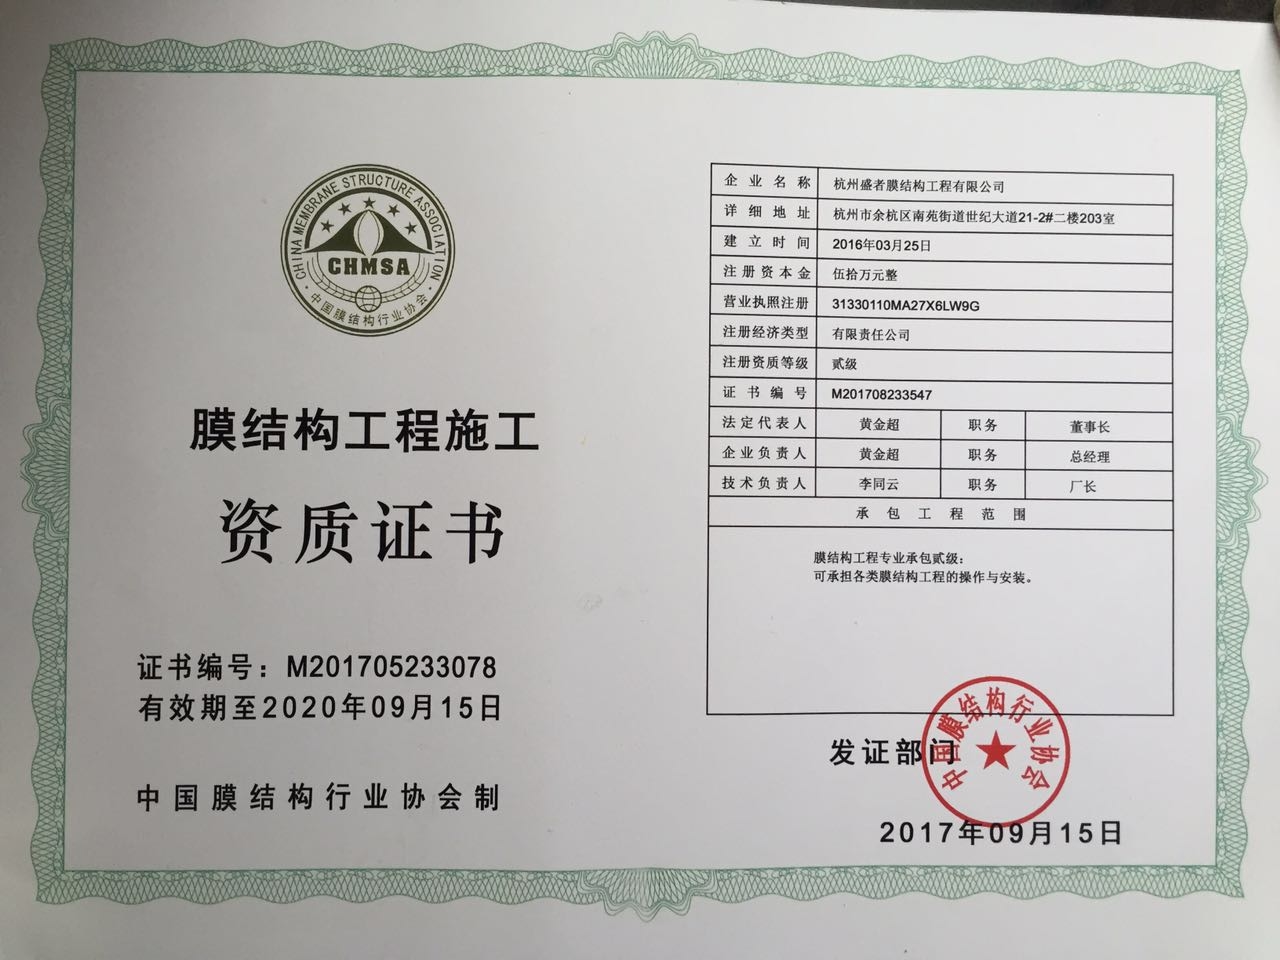 CHINA MEMBRANE STRUCTURE ASSOCIATION
CHMSA
中国膜结构行业协会
膜结构工程施工
资质证书
证书编号：M201705233078
有效期至2020年09月15日
中国膜结构行业协会制
企业名称 杭州盛者膜结构工程有限公司
详细地址 杭州市余杭区南苑街道世纪大道21-2#二楼203室
建立时间 2016年03月25日
注册资本金 伍拾万元整
营业执照注册 31330110MA27X6LW9G
注册经济类型 有限责任公司
注册资质等级 贰级
证书编号 M201708233547
法定代表人 黄金超 职务 董事长
企业负责人 黄金超 职务 总经理
技术负责人 李同云 职务 厂长
承包工程范围
膜结构工程专业承包贰级：
可承担各类膜结构工程的操作与安装。
发证部门
中国膜结构行业协会
2017年09月15日